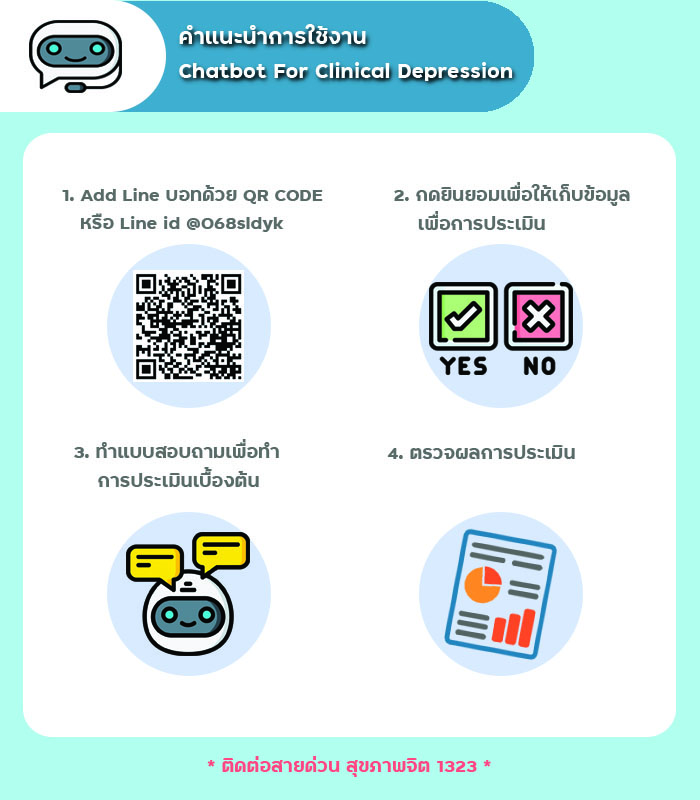 คำแนะนำการใช้งาน
Chatbot For Clinical Depression
1. Add Line บอทด้วย QR CODE
หรือ Line id @068sldyk
2. กดยินยอมเพื่อให้เก็บข้อมูล
เพื่อการประเมิน
YES NO
3. ทำแบบสอบถามเพื่อทำ
การประเมินเบื้องต้น
4. ตรวจผลการประเมิน
* ติดต่อสายด่วน สุขภาพจิต 1323 *